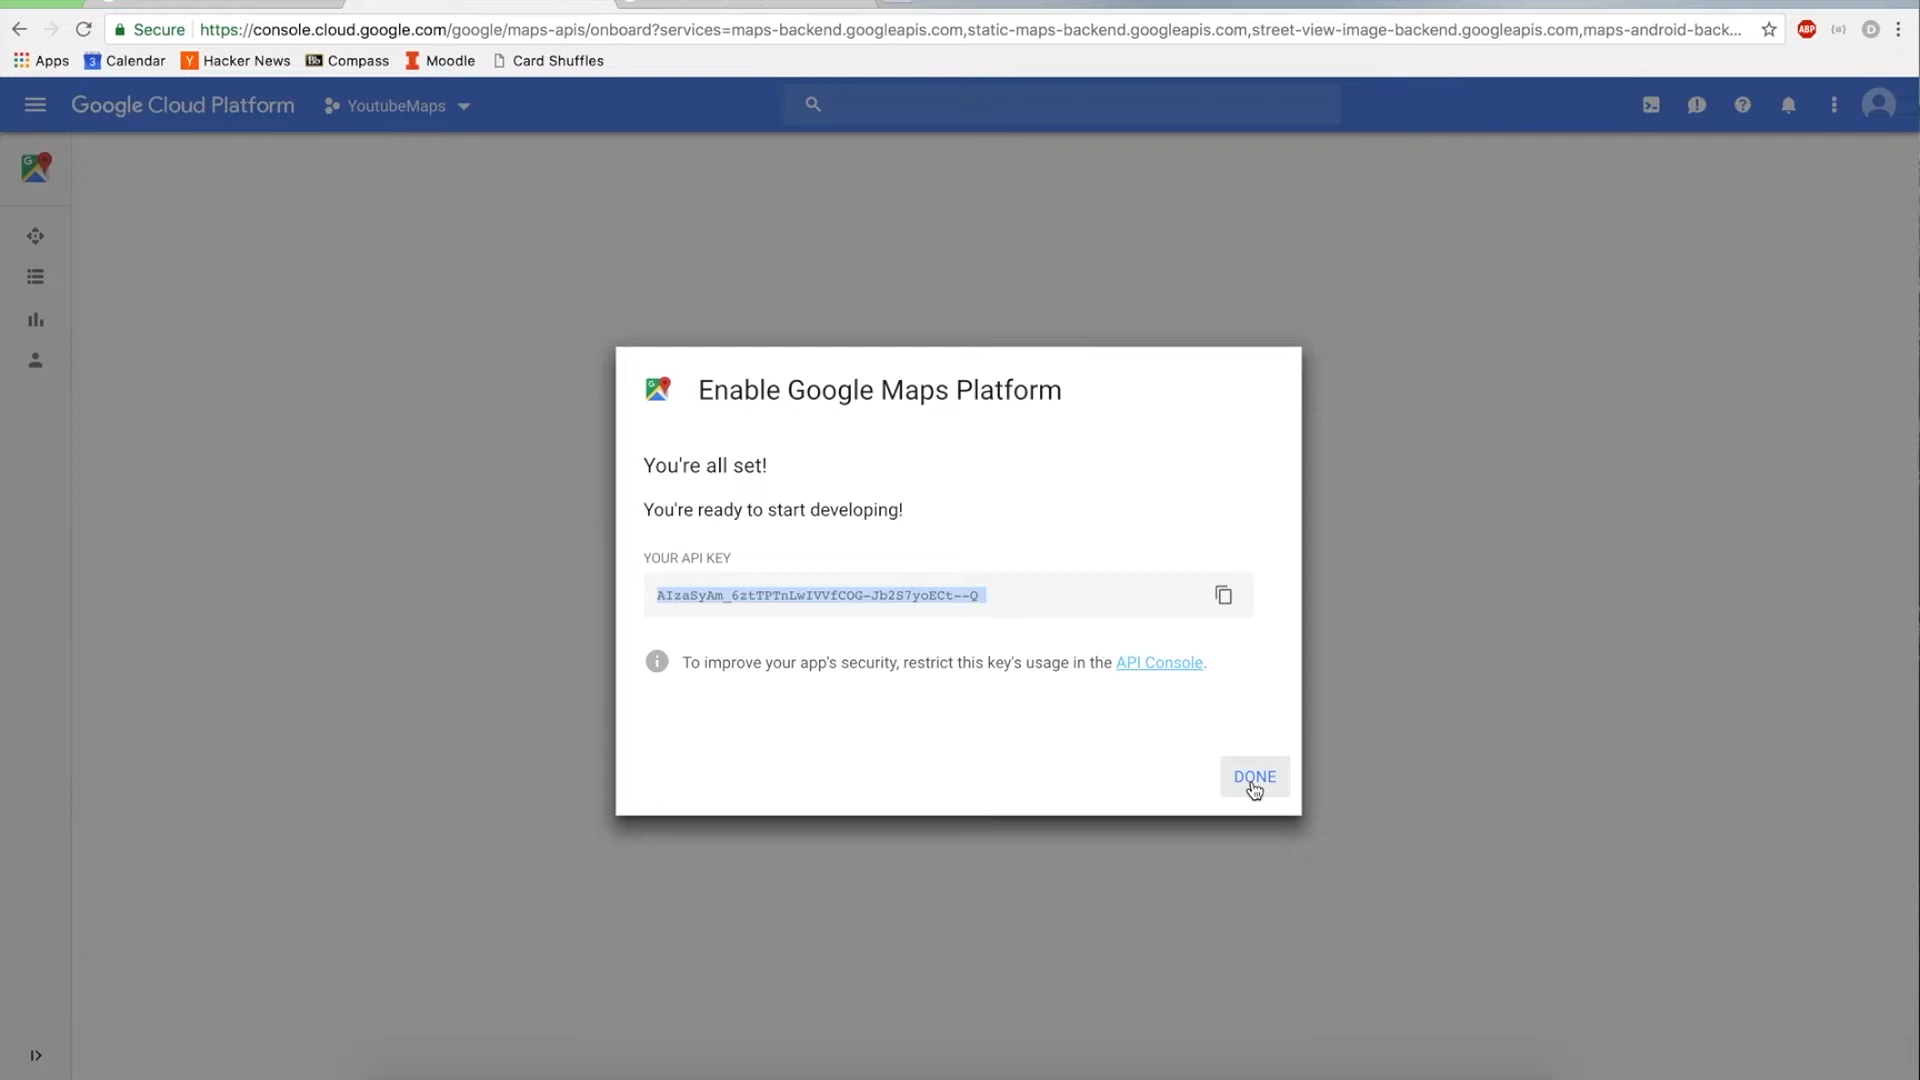 Secure https://console.cloud.google.com/google/maps-apis/onboard?services=maps-backend.googleapis.com,static-maps-backend.googleapis.com,street-view-image-backend.googleapis.com,maps-android-back...
ABP
D
Apps 3 Calendar Y Hacker News Bb Compass Moodle Card Shuffles
Google Cloud Platform YoutubeMaps
Enable Google Maps Platform
You're all set!
You're ready to start developing!
YOUR API KEY
AIzaSyAm_6ztTPTnLwIVVfCOG-Jb2S7yoECt--Q
To improve your app's security, restrict this key's usage in the API Console.
DONE